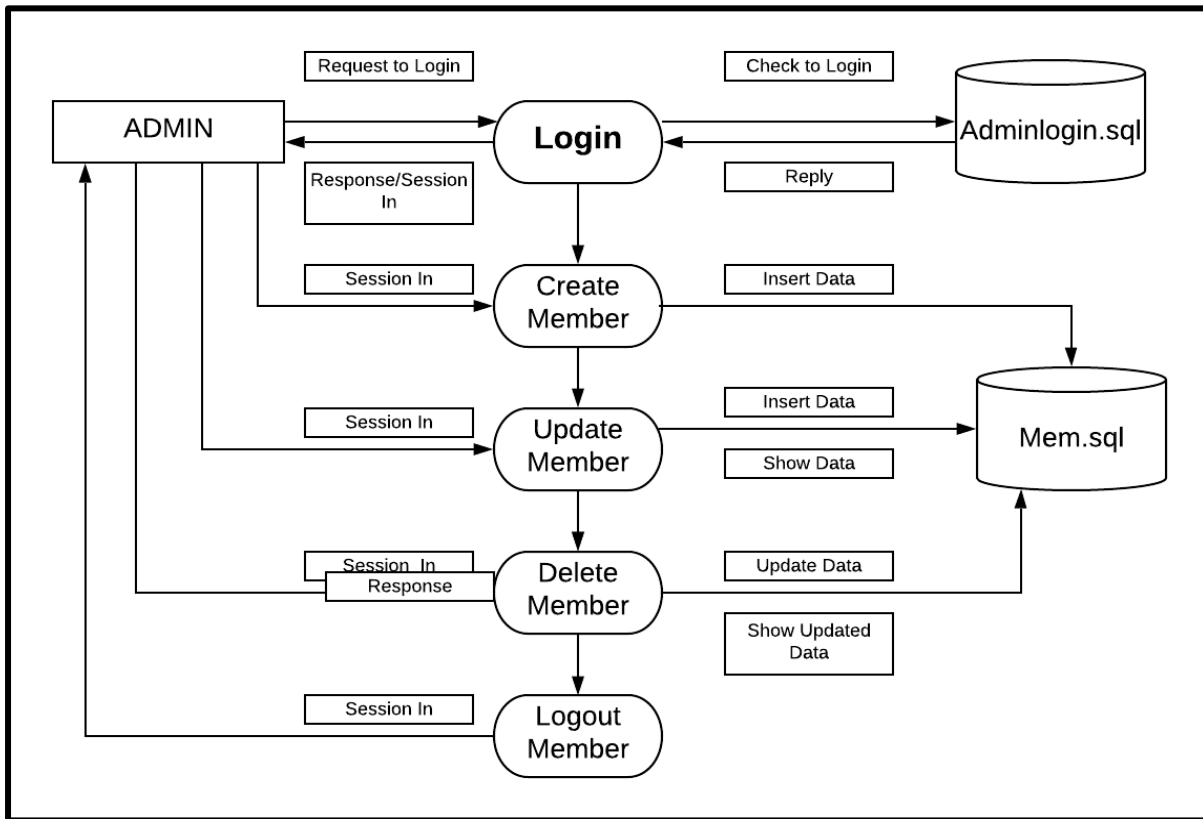 Request to Login
Check to Login
ADMIN
Login
Adminlogin.sql
Response/Session
In
Reply
Session In
Create
Member
Insert Data
Session In
Update
Member
Insert Data
Show Data
Mem.sql
Session In
Response
Delete
Member
Update Data
Show Updated
Data
Session In
Logout
Member